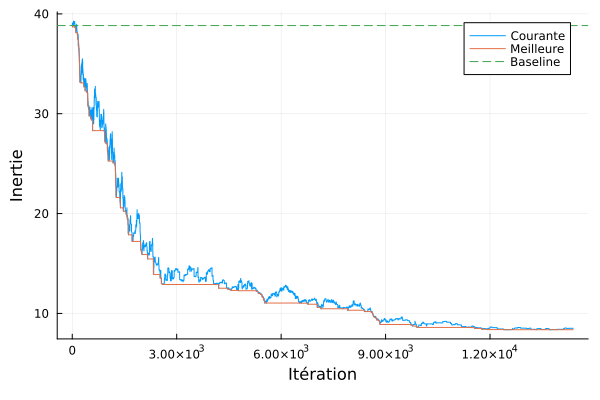 40
30
20
10
Inertie
Courante
Meilleure
Baseline
0
3.00×10³
6.00×10³
9.00×10³
1.20×10⁴
Itération